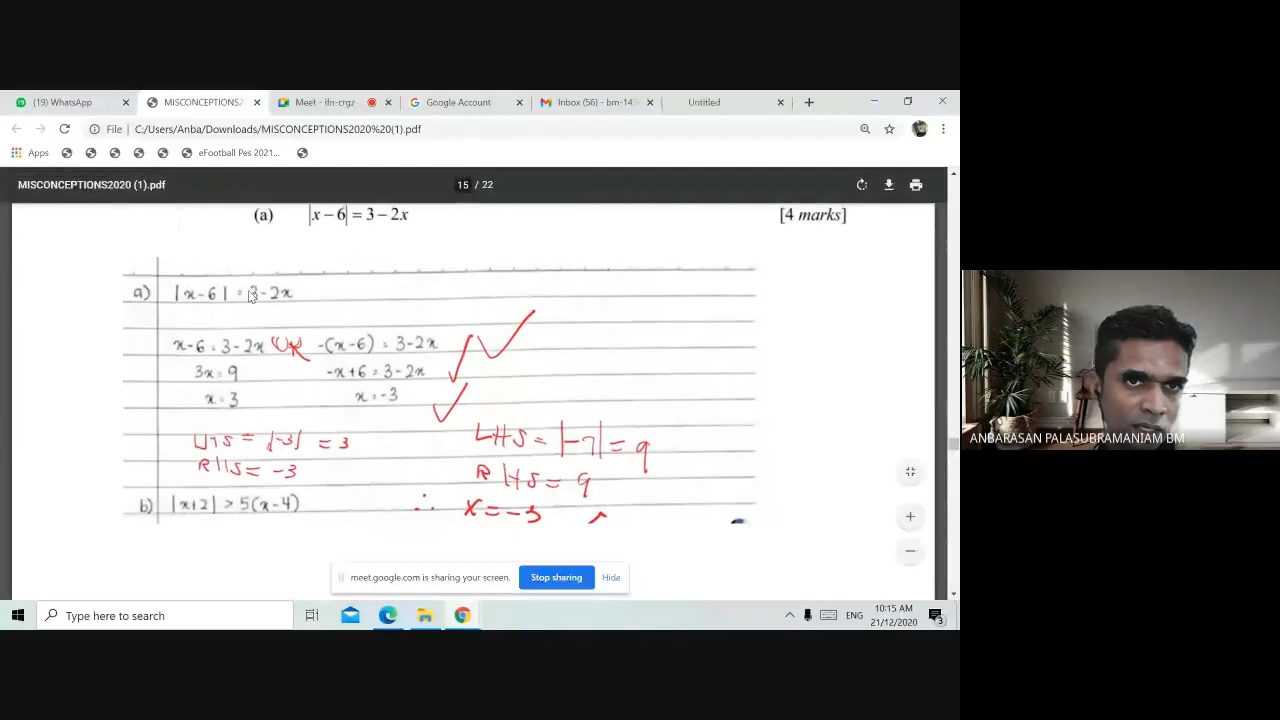 (19) WhatsApp
MISCONCEPTIONS2020
Meet - ifn-crgz
Google Account
Inbox (56) - bm-143
Untitled
File
C:/Users/Anba/Downloads/MISCONCEPTIONS2020%20(1).pdf
Apps
eFootball Pes 2021...
MISCONCEPTIONS2020 (1).pdf
15 / 22
(a) |x − 6| = 3 − 2x [4 marks]
a) |x-6| = 3-2x
x-6 = 3-2x OR -(x-6) = 3-2x
3x = 9 -x+6 = 3-2x
x = 3 x = -3
LHS = |-3| = 3 LHS = |-9| = 9
RHS = -3 RHS = 9
∴ x = -3
b) |x+2| > 5(x-4)
ANBARASAN PALASUBRAMANIAM BM
meet.google.com is sharing your screen.
Stop sharing
Hide
Type here to search
ENG
10:15 AM
21/12/2020
3